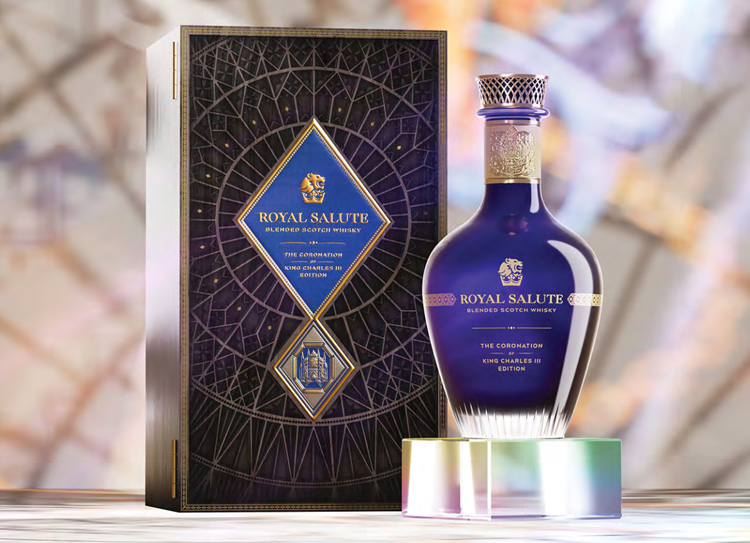 ROYAL SALUTE
BLENDED SCOTCH WHISKY
THE CORONATION
OF
KING CHARLES III
EDITION
ROYAL SALUTE
BLENDED SCOTCH WHISKY
THE CORONATION
OF
KING CHARLES III
EDITION